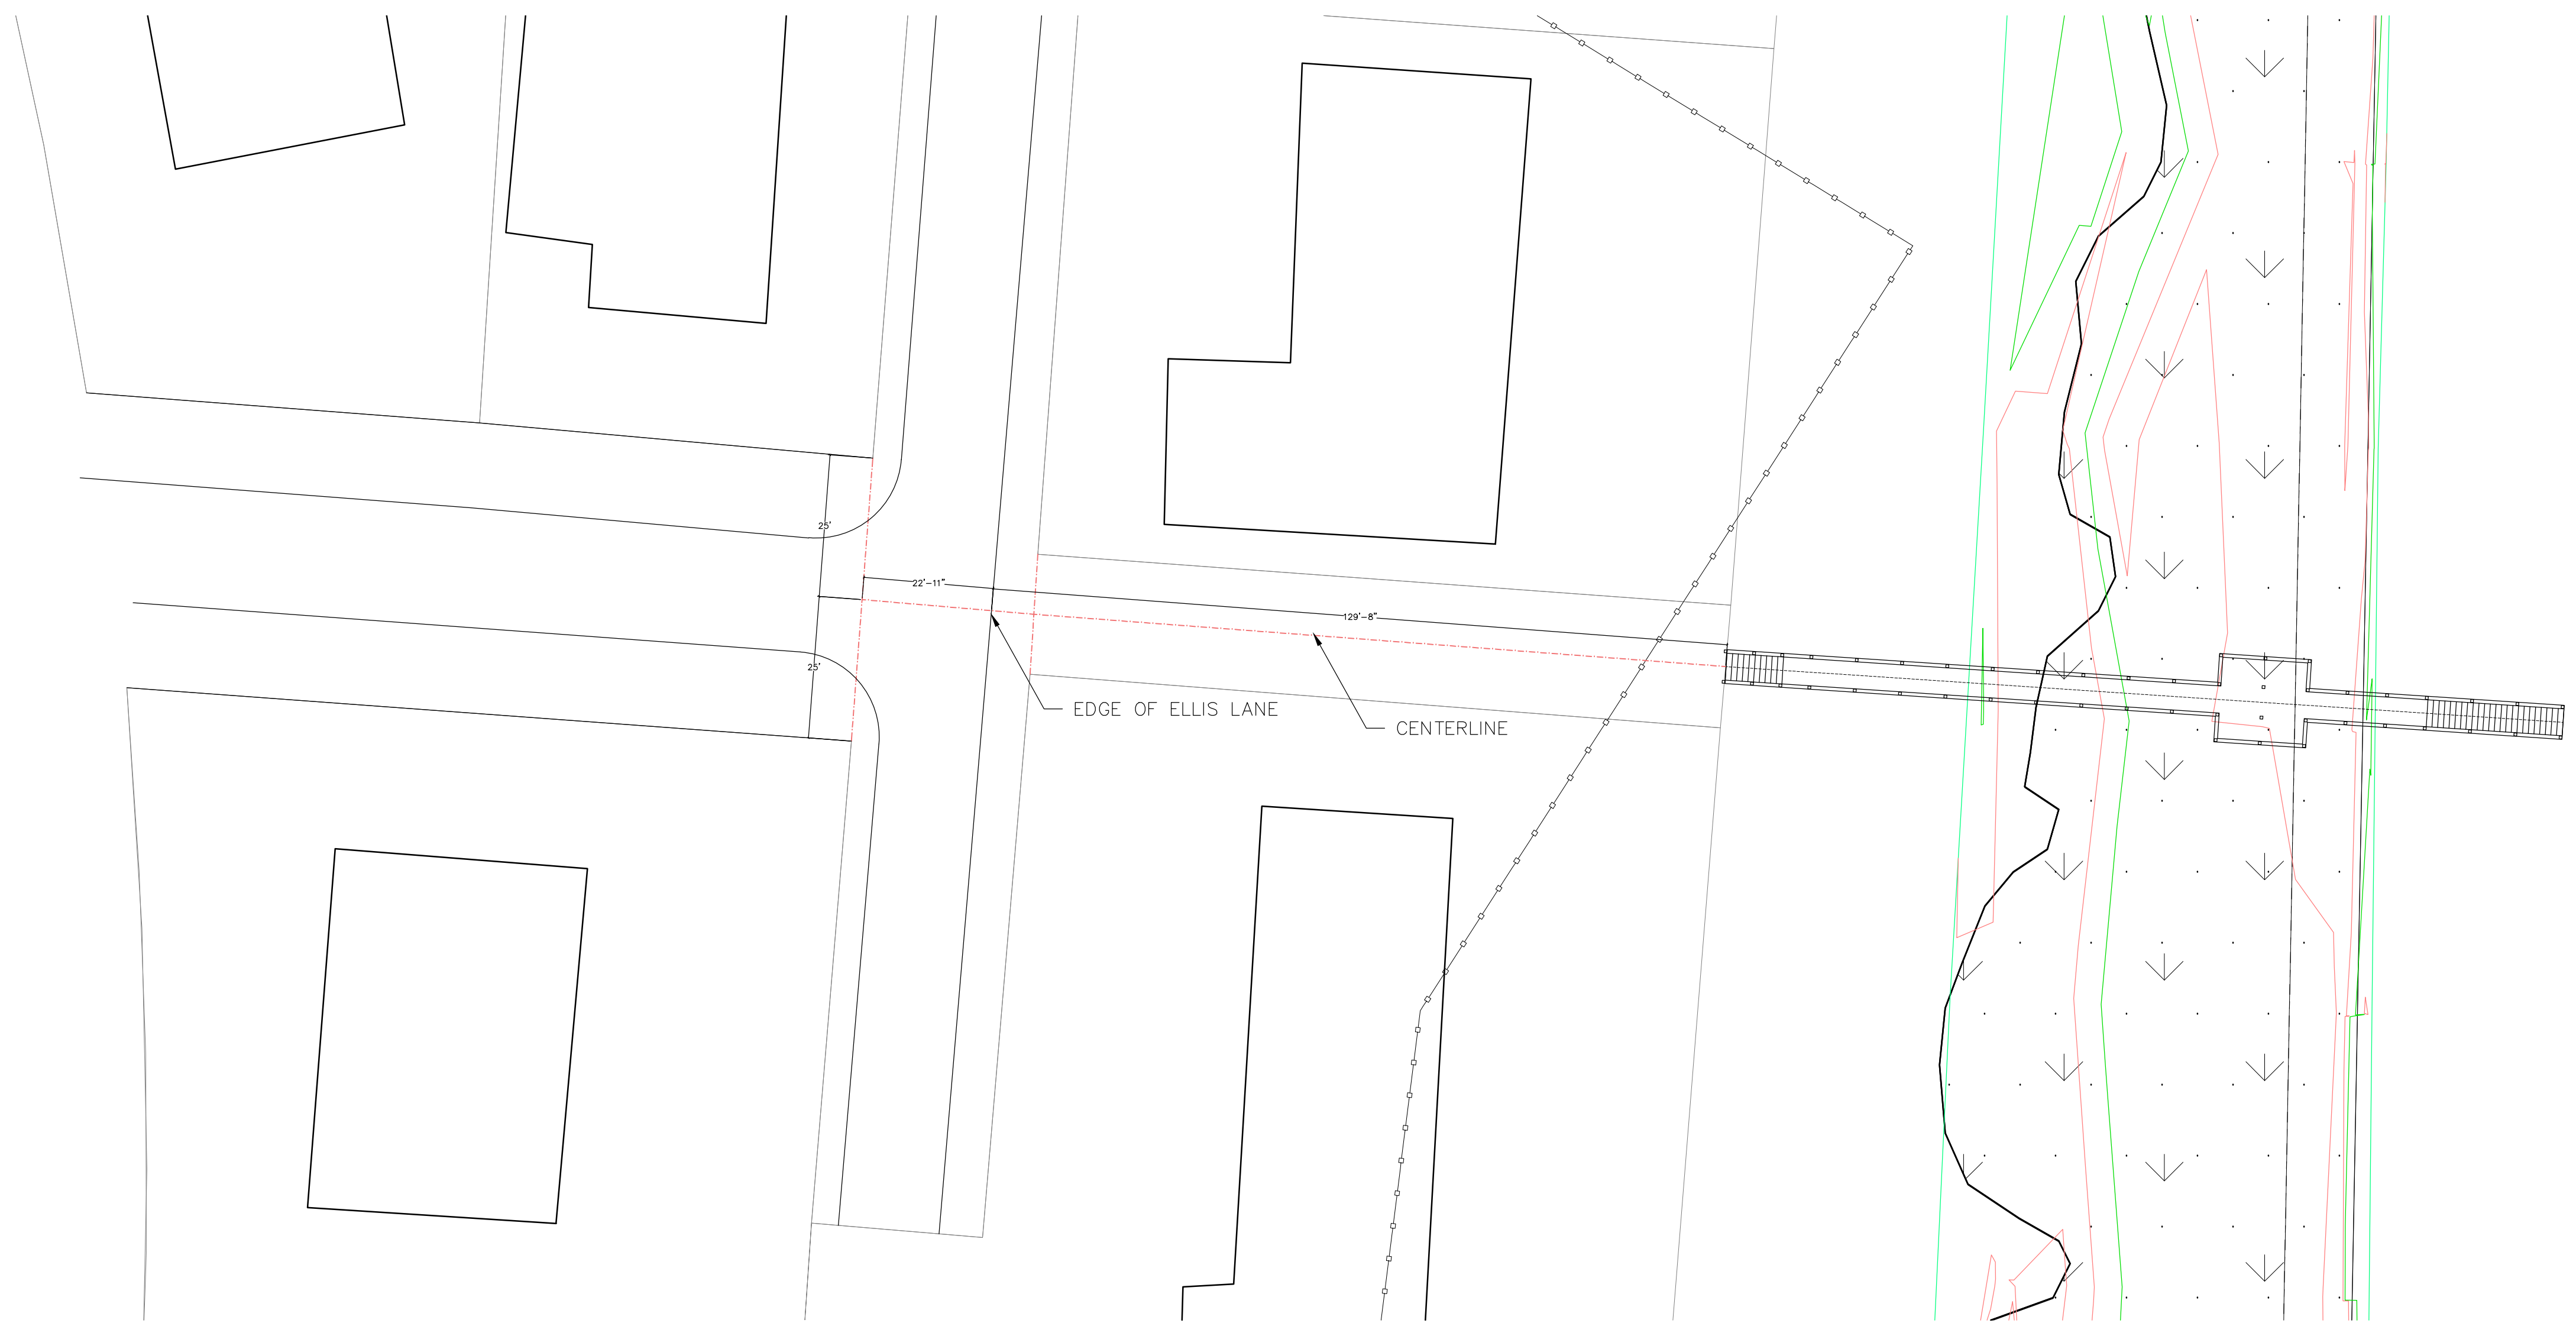 25'
22'-11"
129'-8"
25'
EDGE OF ELLIS LANE
CENTERLINE